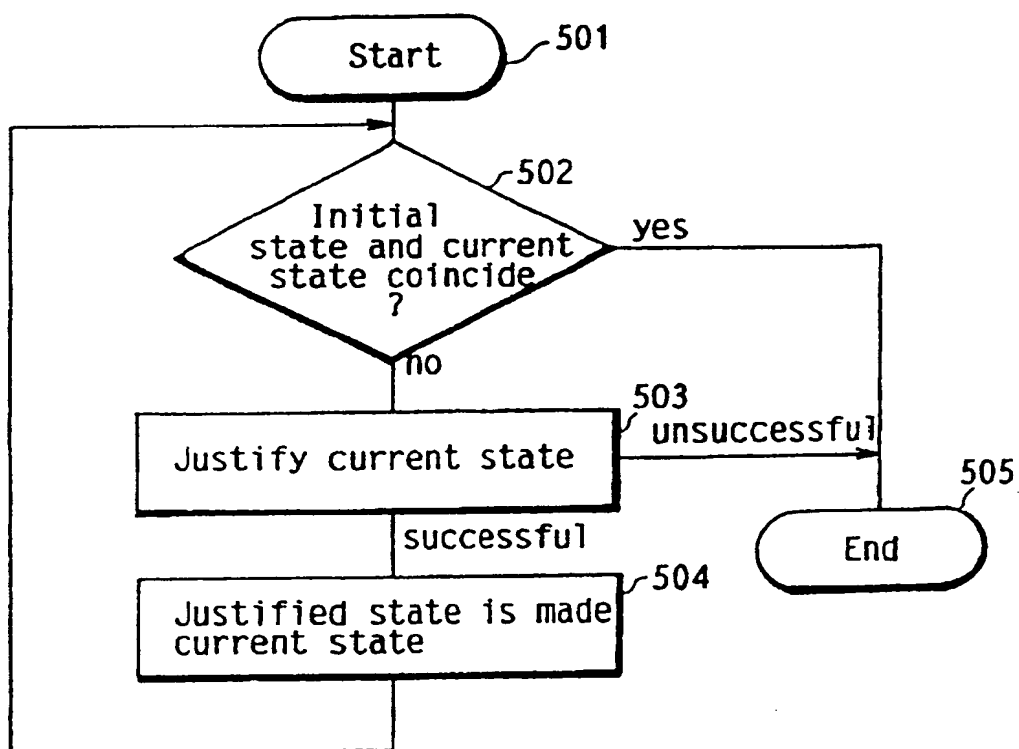 Start
501
502
Initial
state and current
state coincide
?
yes
no
503
Justify current state
unsuccessful
successful
505
End
504
Justified state is made
current state